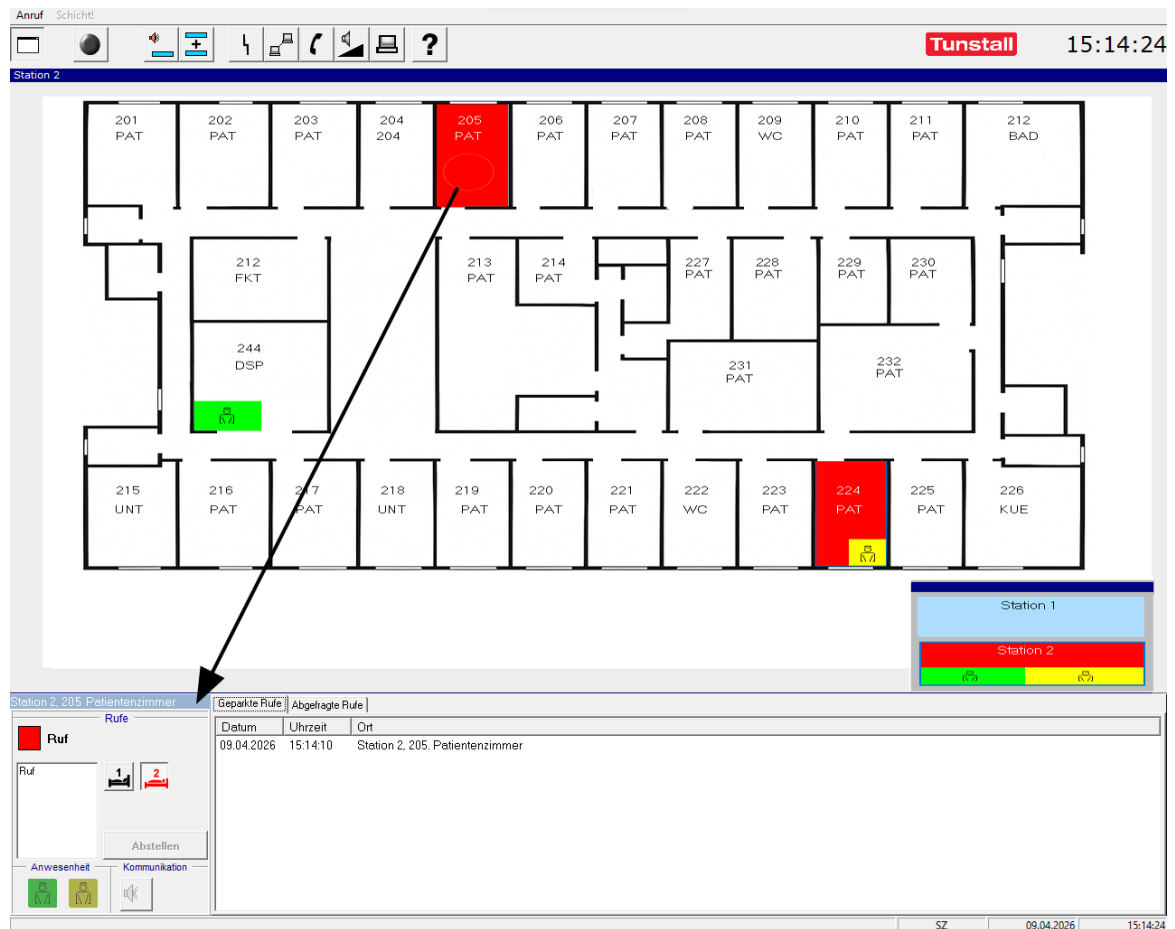 Anruf Schicht!
? Tunstall 15:14:24
Station 2
201 202 203 204 205 206 207 208 209 210 211 212
PAT PAT PAT 204 PAT PAT PAT PAT WC PAT PAT BAD
212 213 214 227 228 229 230
FKT PAT PAT PAT PAT PAT PAT
244
DSP
231 232
PAT PAT
215 216 217 218 219 220 221 222 223 224 225 226
UNT PAT PAT UNT PAT PAT PAT WC PAT PAT PAT KUE
Station 1
Station 2
Station 2, 205. Patientenzimmer
Rufe
Ruf
Ruf
1 2
Abstellen
Anwesenheit Kommunikation
Geparkte Rufe Abgefragte Rufe
Datum Uhrzeit Ort
09.04.2026 15:14:10 Station 2, 205. Patientenzimmer
SZ 09.04.2026 15:14:24